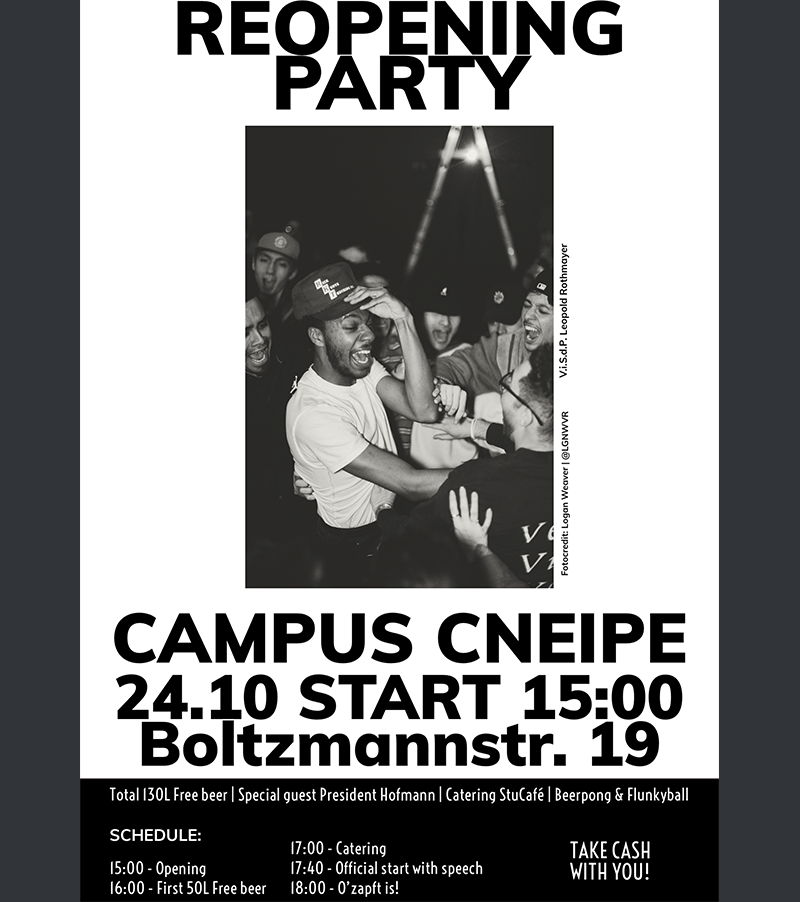 REOPENING
PARTY
V.i.S.d.P. Leopold Rothmayer
Fotocredit: Logan Weaver | @LGNWVR
CAMPUS CNEIPE
24.10 START 15:00
Boltzmannstr. 19
Total 130L Free beer | Special guest President Hofmann | Catering StuCafé | Beerpong & Flunkyball
SCHEDULE:
15:00 - Opening
16:00 - First 50L Free beer
17:00 - Catering
17:40 - Official start with speech
18:00 - O'zapft is!
TAKE CASH
WITH YOU!